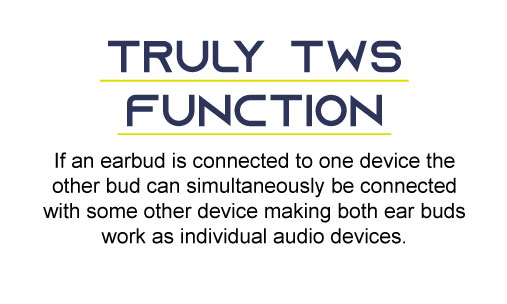 TRULY TWS
FUNCTION
If an earbud is connected to one device the
other bud can simultaneously be connected
with some other device making both ear buds
work as individual audio devices.